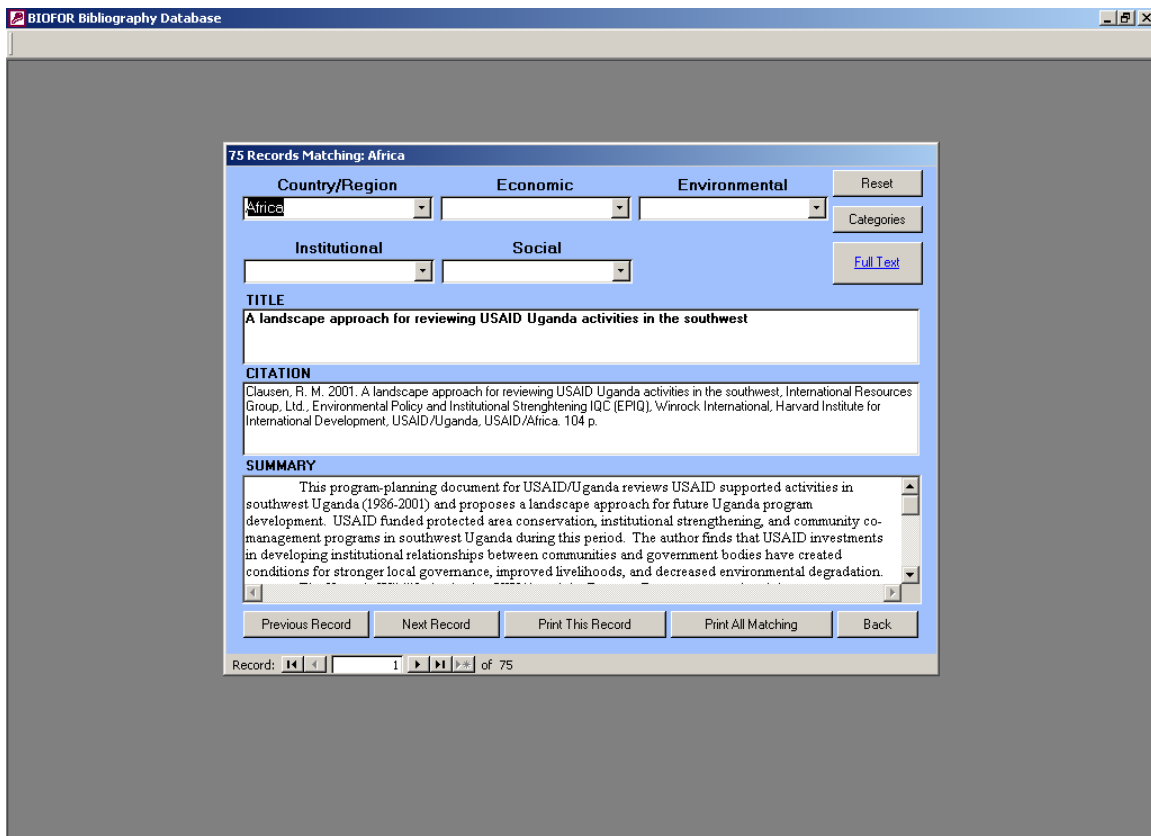 BIOFOR Bibliography Database
75 Records Matching: Africa
Country/Region Economic Environmental Reset
Africa
Categories
Institutional Social
Full Text
TITLE
A landscape approach for reviewing USAID Uganda activities in the southwest
CITATION
Clausen, R. M. 2001. A landscape approach for reviewing USAID Uganda activities in the southwest, International Resources
Group, Ltd., Environmental Policy and Institutional Strenghtening IQC (EPIQ), Winrock International, Harvard Institute for
International Development, USAID/Uganda, USAID/Africa. 104 p.
SUMMARY
This program-planning document for USAID/Uganda reviews USAID supported activities in
southwest Uganda (1986-2001) and proposes a landscape approach for future Uganda program
development. USAID funded protected area conservation, institutional strengthening, and community co-
management programs in southwest Uganda during this period. The author finds that USAID investments
in developing institutional relationships between communities and government bodies have created
conditions for stronger local governance, improved livelihoods, and decreased environmental degradation.
Previous Record Next Record Print This Record Print All Matching Back
Record: 1 of 75